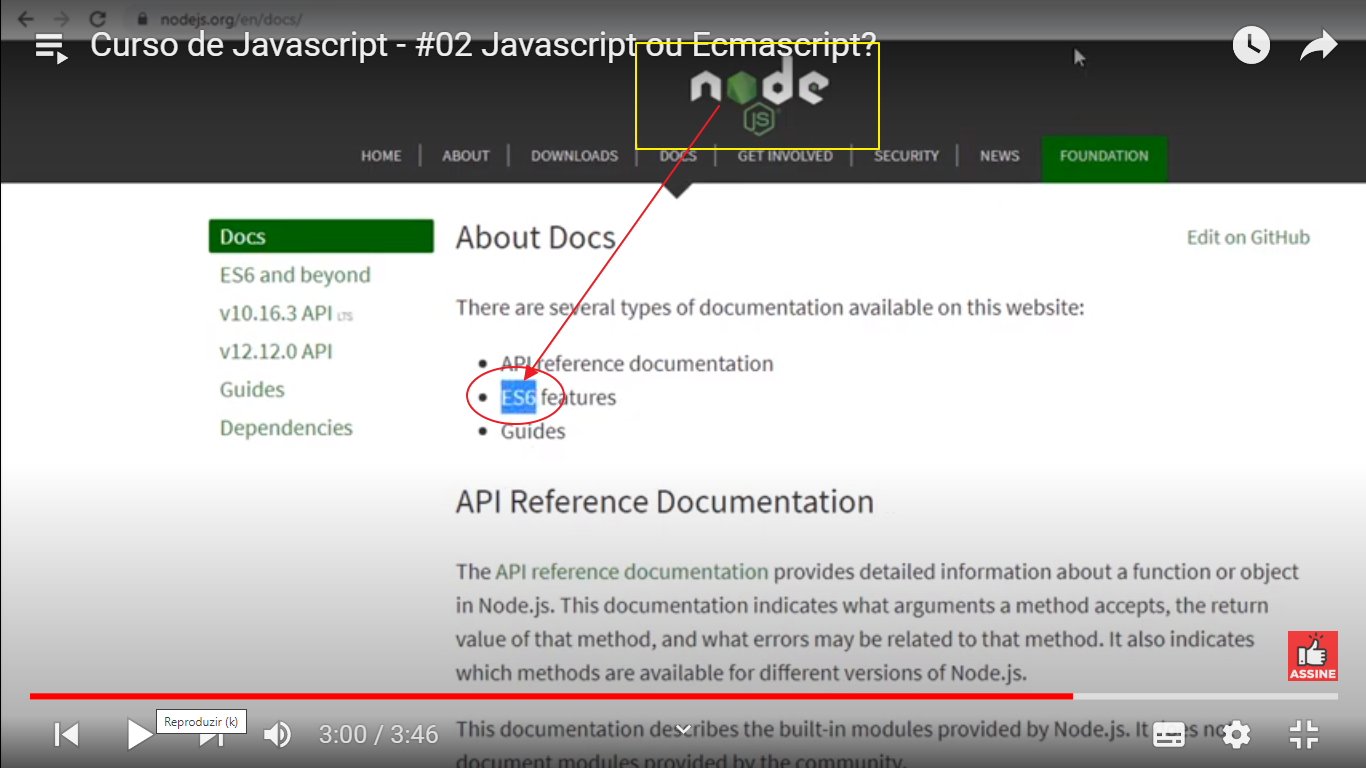 nodejs.org/en/docs/
Curso de Javascript - #02 Javascript ou Ecmascript?
node
JS
HOME ABOUT DOWNLOADS DOCS GET INVOLVED SECURITY NEWS FOUNDATION
Docs
ES6 and beyond
v10.16.3 API LTS
v12.12.0 API
Guides
Dependencies
About Docs
Edit on GitHub
There are several types of documentation available on this website:
• API reference documentation
• ES6 features
• Guides
API Reference Documentation
The API reference documentation provides detailed information about a function or object
in Node.js. This documentation indicates what arguments a method accepts, the return
value of that method, and what errors may be related to that method. It also indicates
which methods are available for different versions of Node.js.
ASSINE
Reproduzir (k)
3:00 / 3:46
This documentation describes the built-in modules provided by Node.js. It does not
document modules provided by the community.